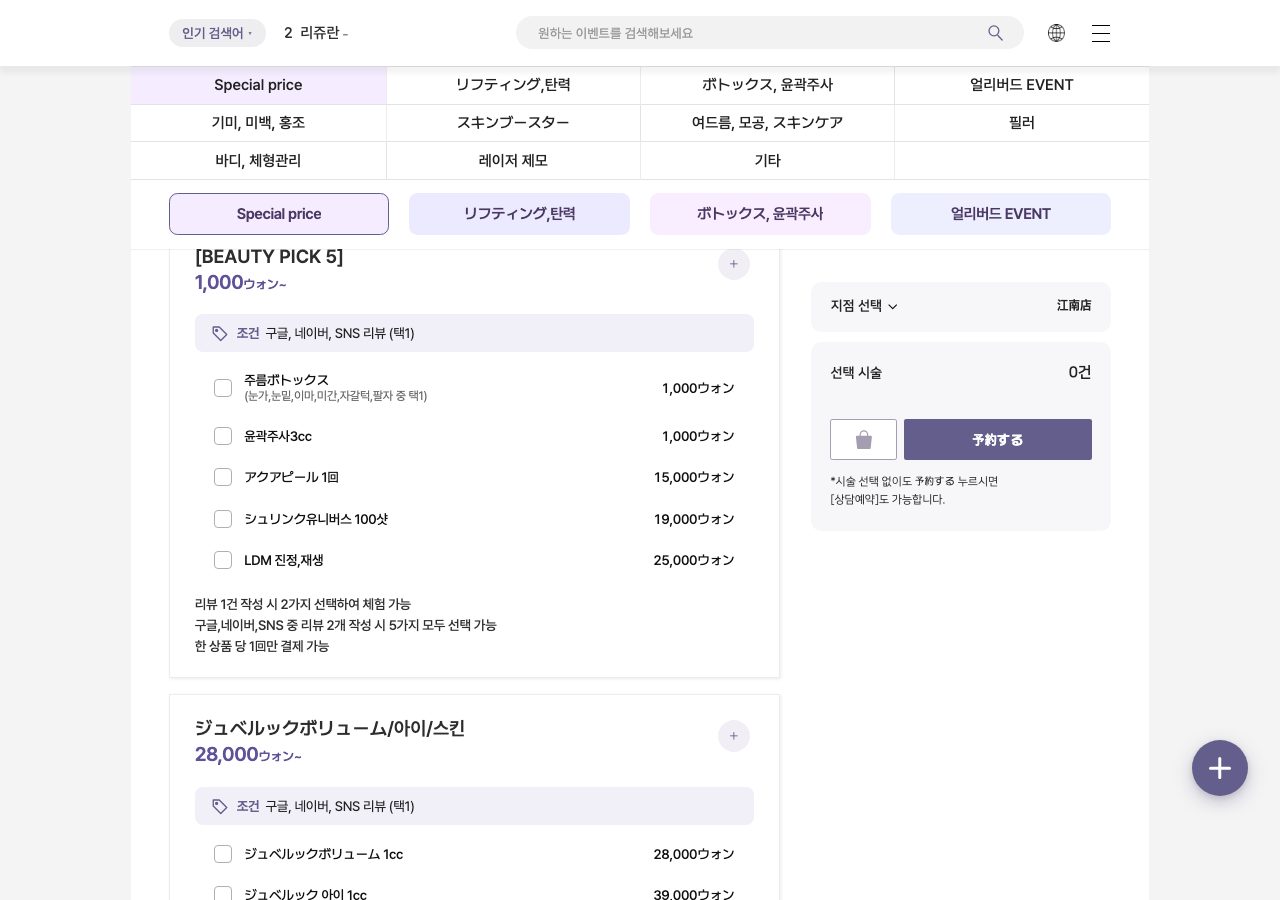 인기 검색어
2 리쥬란 -
원하는 이벤트를 검색해보세요
Special price
リフティング,탄력
ボトックス, 윤곽주사
얼리버드 EVENT
기미, 미백, 홍조
スキンブースター
여드름, 모공, スキンケア
필러
바디, 체형관리
레이저 제모
기타
Special price
リフティング,탄력
ボトックス, 윤곽주사
얼리버드 EVENT
[BEAUTY PICK 5]
1,000ウォン~
조건 구글, 네이버, SNS 리뷰 (택1)
주름ボトックス
(눈가,눈밑,이마,미간,자갈턱,팔자 중 택1)
1,000ウォン
윤곽주사3cc
1,000ウォン
アクアピール 1回
15,000ウォン
シュリンク유니버스 100샷
19,000ウォン
LDM 진정,재생
25,000ウォン
리뷰 1건 작성 시 2가지 선택하여 체험 가능
구글,네이버,SNS 중 리뷰 2개 작성 시 5가지 모두 선택 가능
한 상품 당 1回만 결제 가능
ジュベルックボリューム/아이/스킨
28,000ウォン~
조건 구글, 네이버, SNS 리뷰 (택1)
ジュベルックボリューム 1cc
28,000ウォン
ジュベルック 아이 1cc
39,000ウォン
지점 선택
江南店
선택 시술
0건
予約する
*시술 선택 없이도 予約する 누르시면
[상담예약]도 가능합니다.